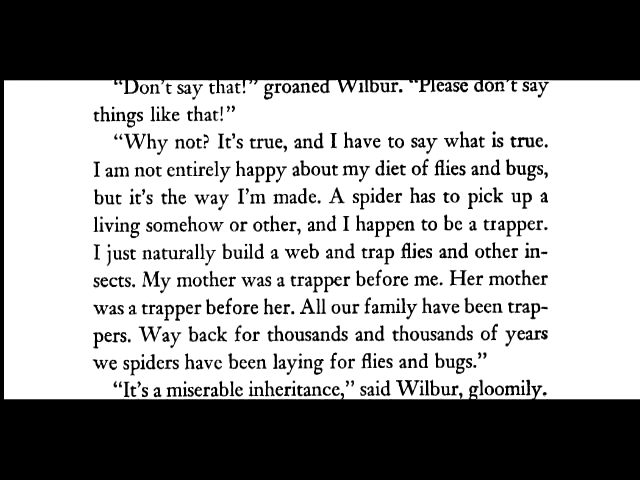 “Don’t say that!” groaned Wilbur. “Please don’t say
things like that!”
“Why not? It’s true, and I have to say what is true.
I am not entirely happy about my diet of flies and bugs,
but it’s the way I’m made. A spider has to pick up a
living somehow or other, and I happen to be a trapper.
I just naturally build a web and trap flies and other in-
sects. My mother was a trapper before me. Her mother
was a trapper before her. All our family have been trap-
pers. Way back for thousands and thousands of years
we spiders have been laying for flies and bugs.”
“It’s a miserable inheritance,” said Wilbur, gloomily.